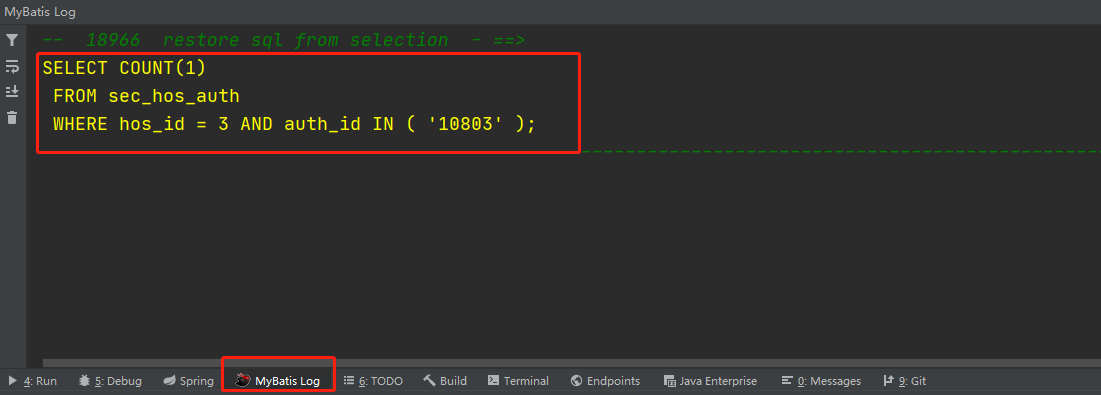 MyBatis Log
-- 18966 restore sql from selection - ==>
SELECT COUNT(1)
FROM sec_hos_auth
WHERE hos_id = 3 AND auth_id IN ( '10803' );
4: Run 5: Debug Spring MyBatis Log 6: TODO Build Terminal Endpoints Java Enterprise 0: Messages 9: Git